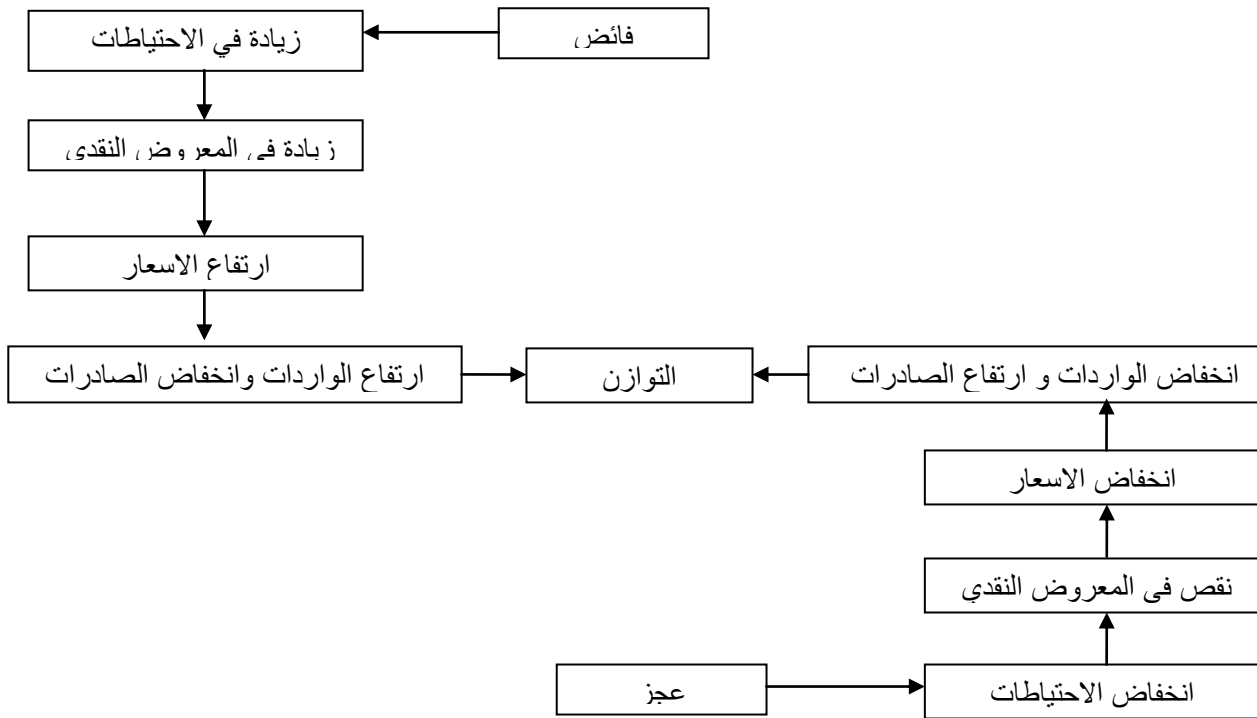 فائض
زيادة في الاحتياطات
زيادة في المعروض النقدي
ارتفاع الاسعار
انخفاض الواردات و ارتفاع الصادرات
التوازن
ارتفاع الواردات وانخفاض الصادرات
انخفاض الاسعار
نقص في المعروض النقدي
انخفاض الاحتياطات
عجز